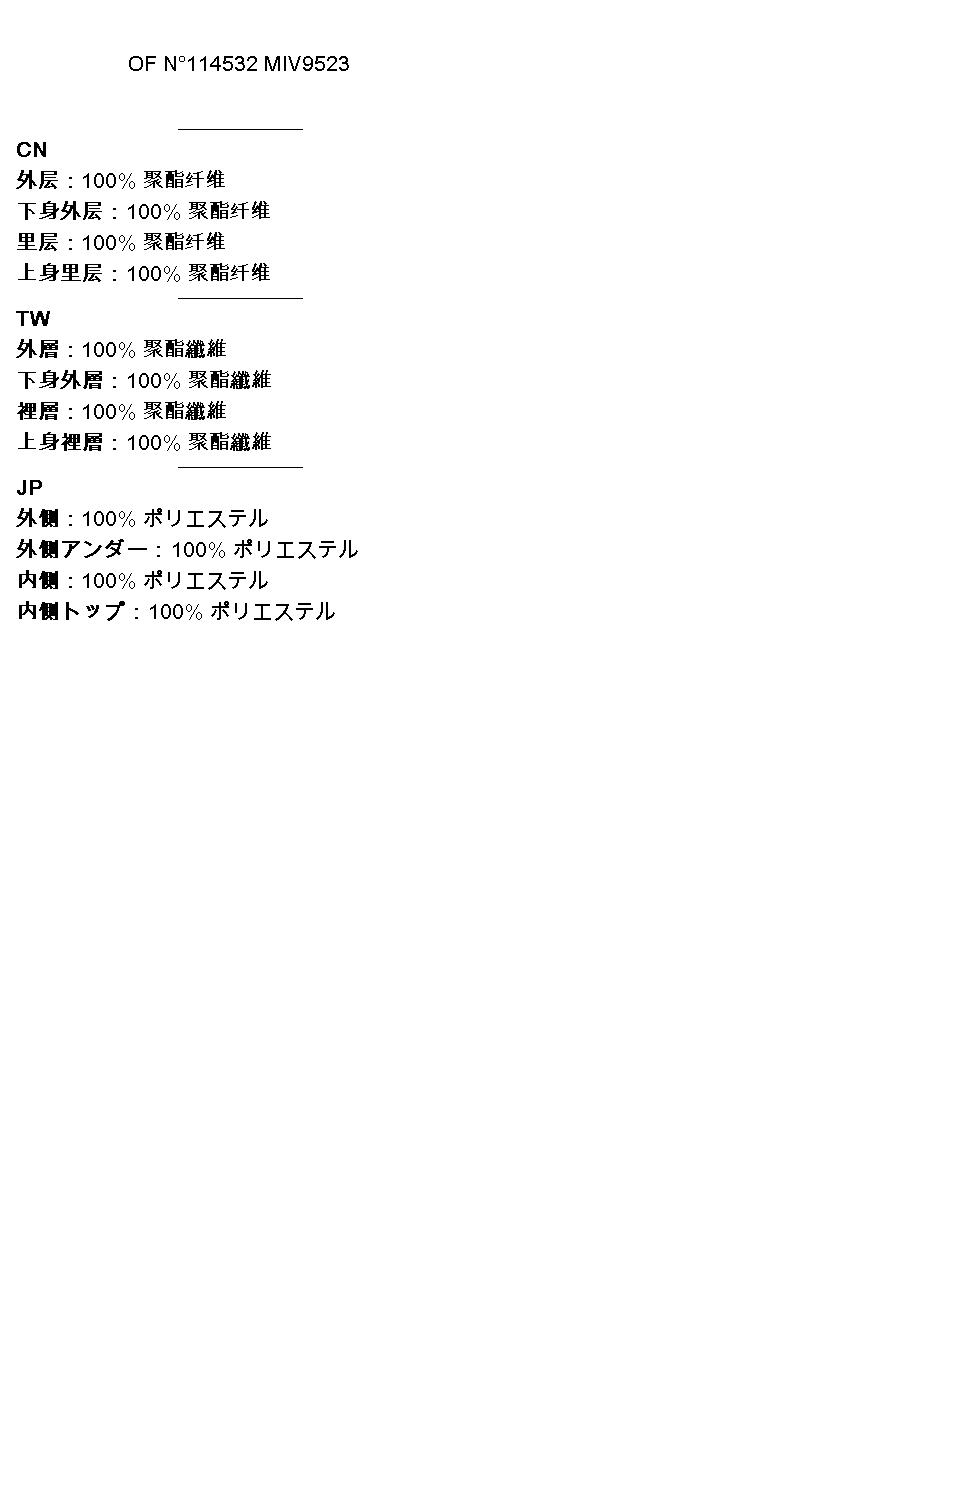 OF N°114532 MIV9523
CN
外层 : 100% 聚酯纤维
下身外层 : 100% 聚酯纤维
里层 : 100% 聚酯纤维
上身里层 : 100% 聚酯纤维
TW
外層 : 100% 聚酯纖維
下身外層 : 100% 聚酯纖維
裡層 : 100% 聚酯纖維
上身裡層 : 100% 聚酯纖維
JP
外側 : 100% ポリエステル
外側アンダー : 100% ポリエステル
内側 : 100% ポリエステル
内側トップ : 100% ポリエステル